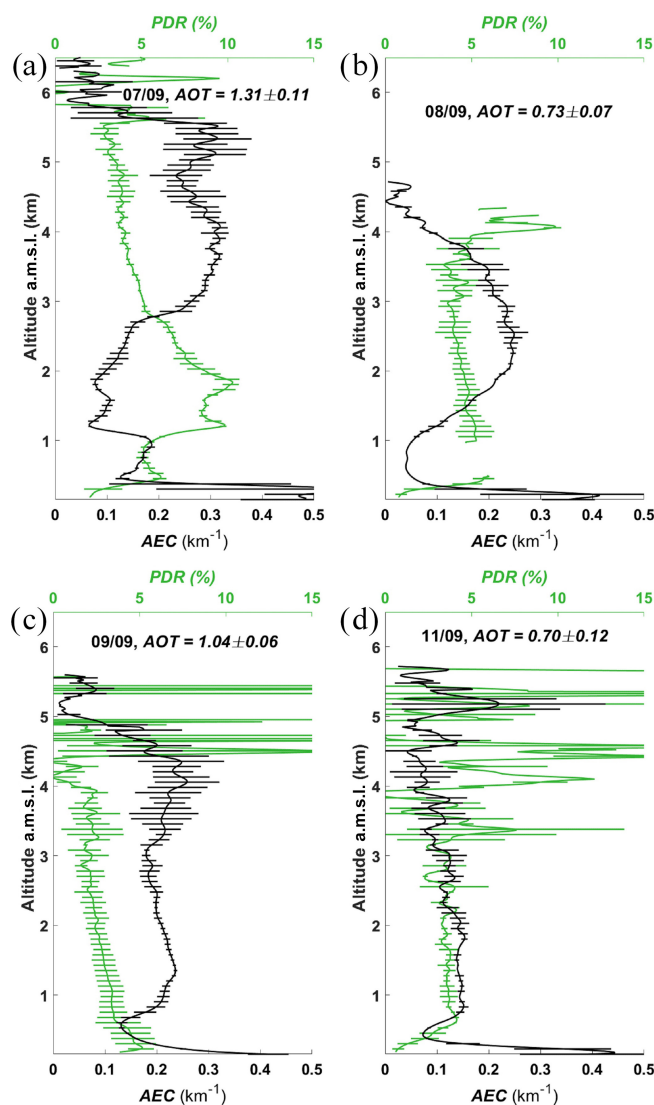 PDR (%)
0 5 10 15
(a)
07/09, AOT = 1.31±0.11
Altitude a.m.s.l. (km)
6
5
4
3
2
1
0 0.1 0.2 0.3 0.4 0.5
AEC (km-1)
PDR (%)
0 5 10 15
(b)
08/09, AOT = 0.73±0.07
Altitude a.m.s.l. (km)
6
5
4
3
2
1
0 0.1 0.2 0.3 0.4 0.5
AEC (km-1)
PDR (%)
0 5 10 15
(c)
09/09, AOT = 1.04±0.06
Altitude a.m.s.l. (km)
6
5
4
3
2
1
0 0.1 0.2 0.3 0.4 0.5
AEC (km-1)
PDR (%)
0 5 10 15
(d)
11/09, AOT = 0.70±0.12
Altitude a.m.s.l. (km)
6
5
4
3
2
1
0 0.1 0.2 0.3 0.4 0.5
AEC (km-1)